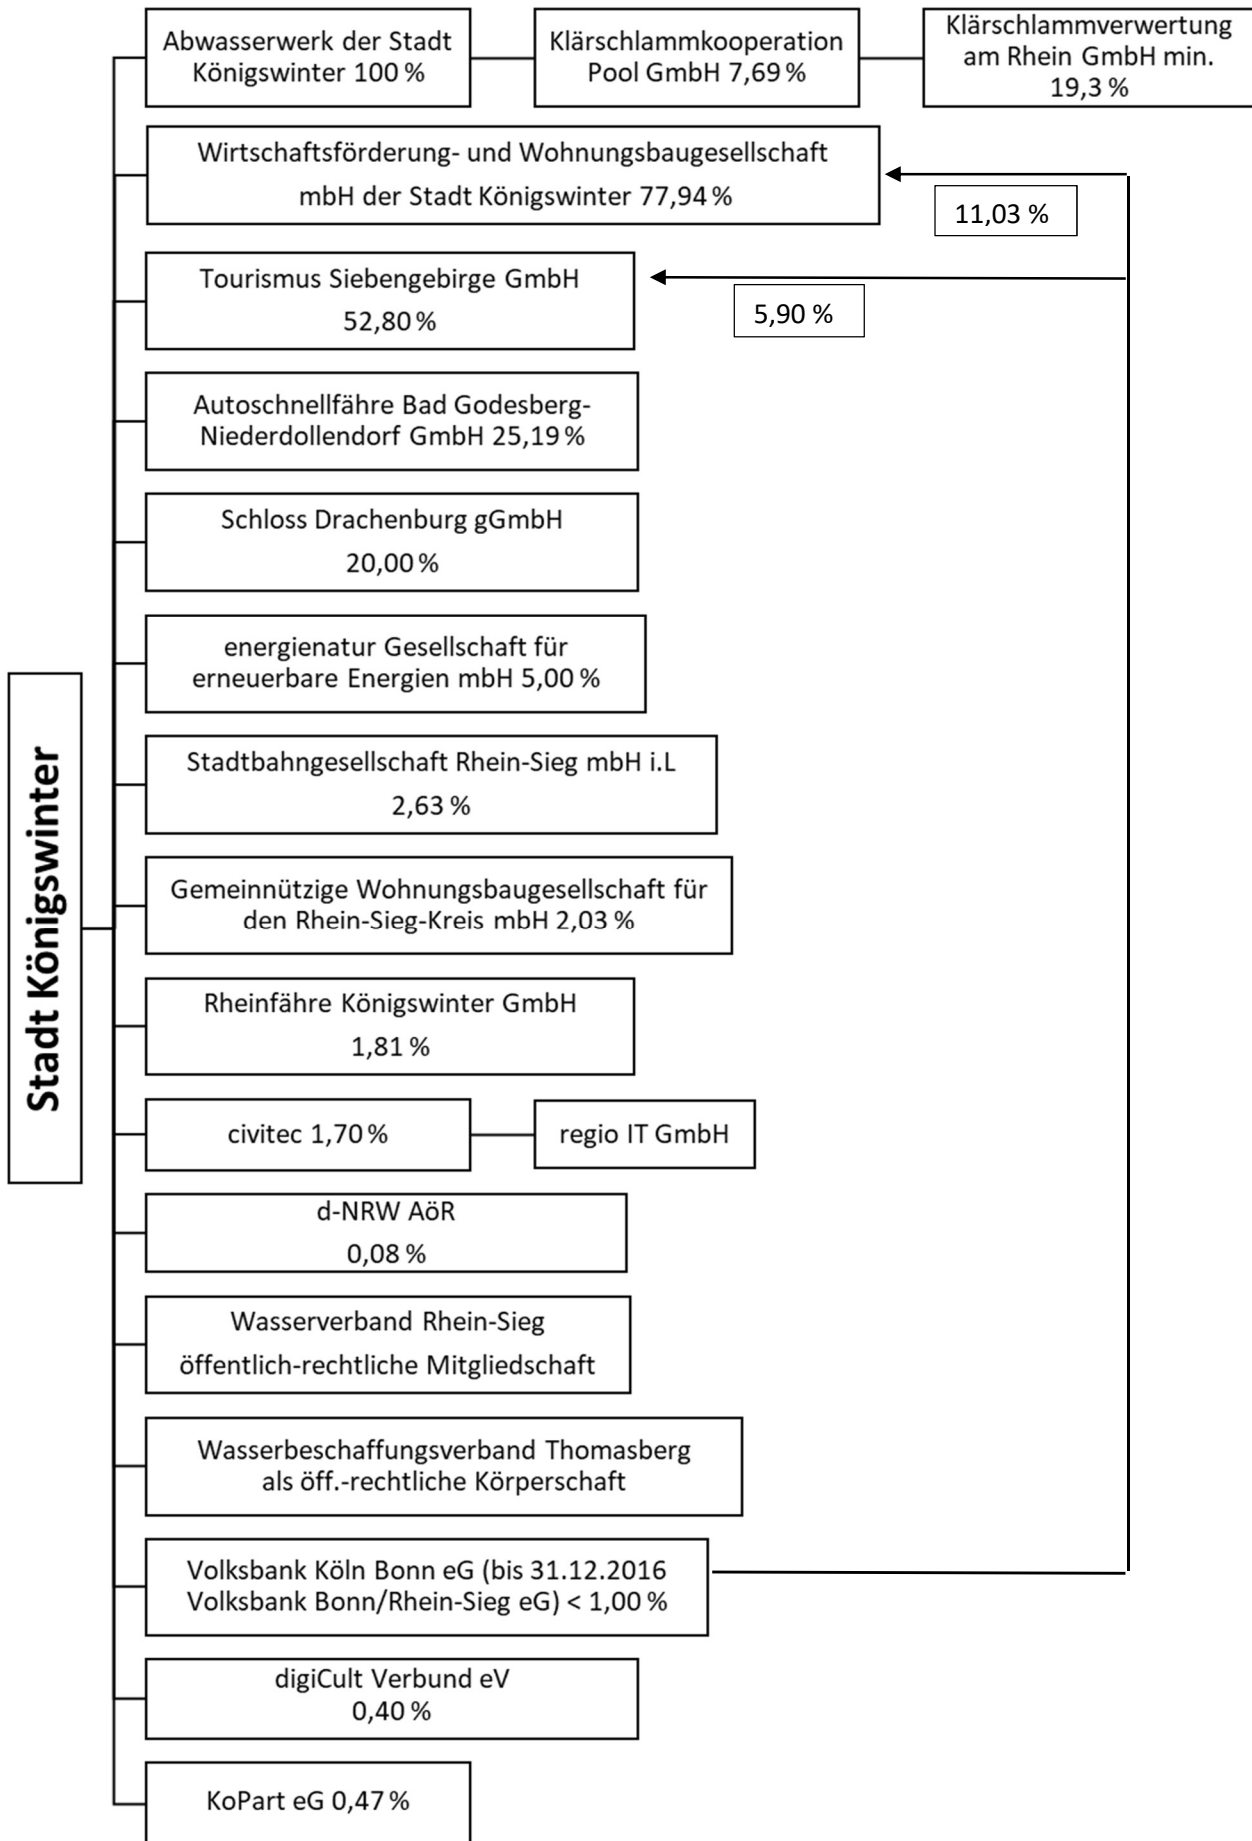 Abwasserwerk der Stadt
Königswinter 100 %
Klärschlammkooperation
Pool GmbH 7,69 %
Klärschlammverwertung
am Rhein GmbH min.
19,3 %
Wirtschaftsförderung- und Wohnungsbaugesellschaft
mbH der Stadt Königswinter 77,94 %
11,03 %
Tourismus Siebengebirge GmbH
52,80 %
5,90 %
Autoschnellfähre Bad Godesberg-
Niederdollendorf GmbH 25,19 %
Schloss Drachenburg gGmbH
20,00 %
energienatur Gesellschaft für
erneuerbare Energien mbH 5,00 %
Stadtbahngesellschaft Rhein-Sieg mbH i.L
2,63 %
Gemeinnützige Wohnungsbaugesellschaft für
den Rhein-Sieg-Kreis mbH 2,03 %
Stadt Königswinter
Rheinfähre Königswinter GmbH
1,81 %
civitec 1,70 %
regio IT GmbH
d-NRW AöR
0,08 %
Wasserverband Rhein-Sieg
öffentlich-rechtliche Mitgliedschaft
Wasserbeschaffungsverband Thomasberg
als öff.-rechtliche Körperschaft
Volksbank Köln Bonn eG (bis 31.12.2016
Volksbank Bonn/Rhein-Sieg eG) < 1,00 %
digiCult Verbund eV
0,40 %
KoPart eG 0,47 %